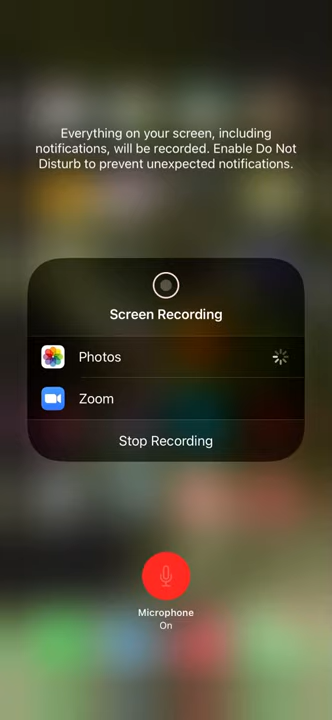 Everything on your screen, including
notifications, will be recorded. Enable Do Not
Disturb to prevent unexpected notifications.
Screen Recording
Photos
Zoom
Stop Recording
Microphone
On